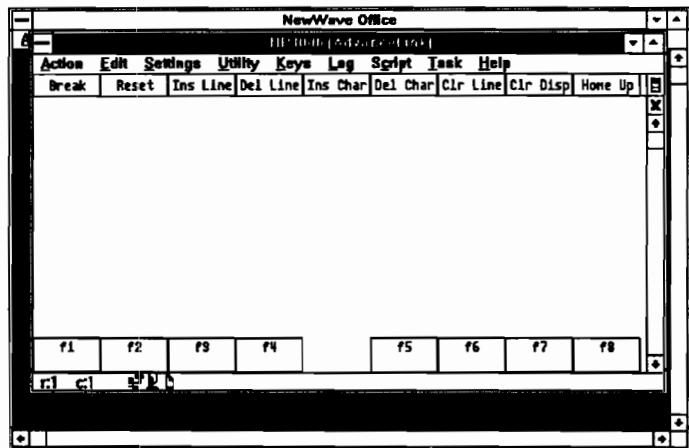 NewWave Office
Action Edit Settings Utility Keys Log Script Task Help
Break Reset Ins Line Del Line Ins Char Del Char Clr Line Clr Disp Home Up
f1 f2 f3 f4 f5 f6 f7 f8
r:1 c:1